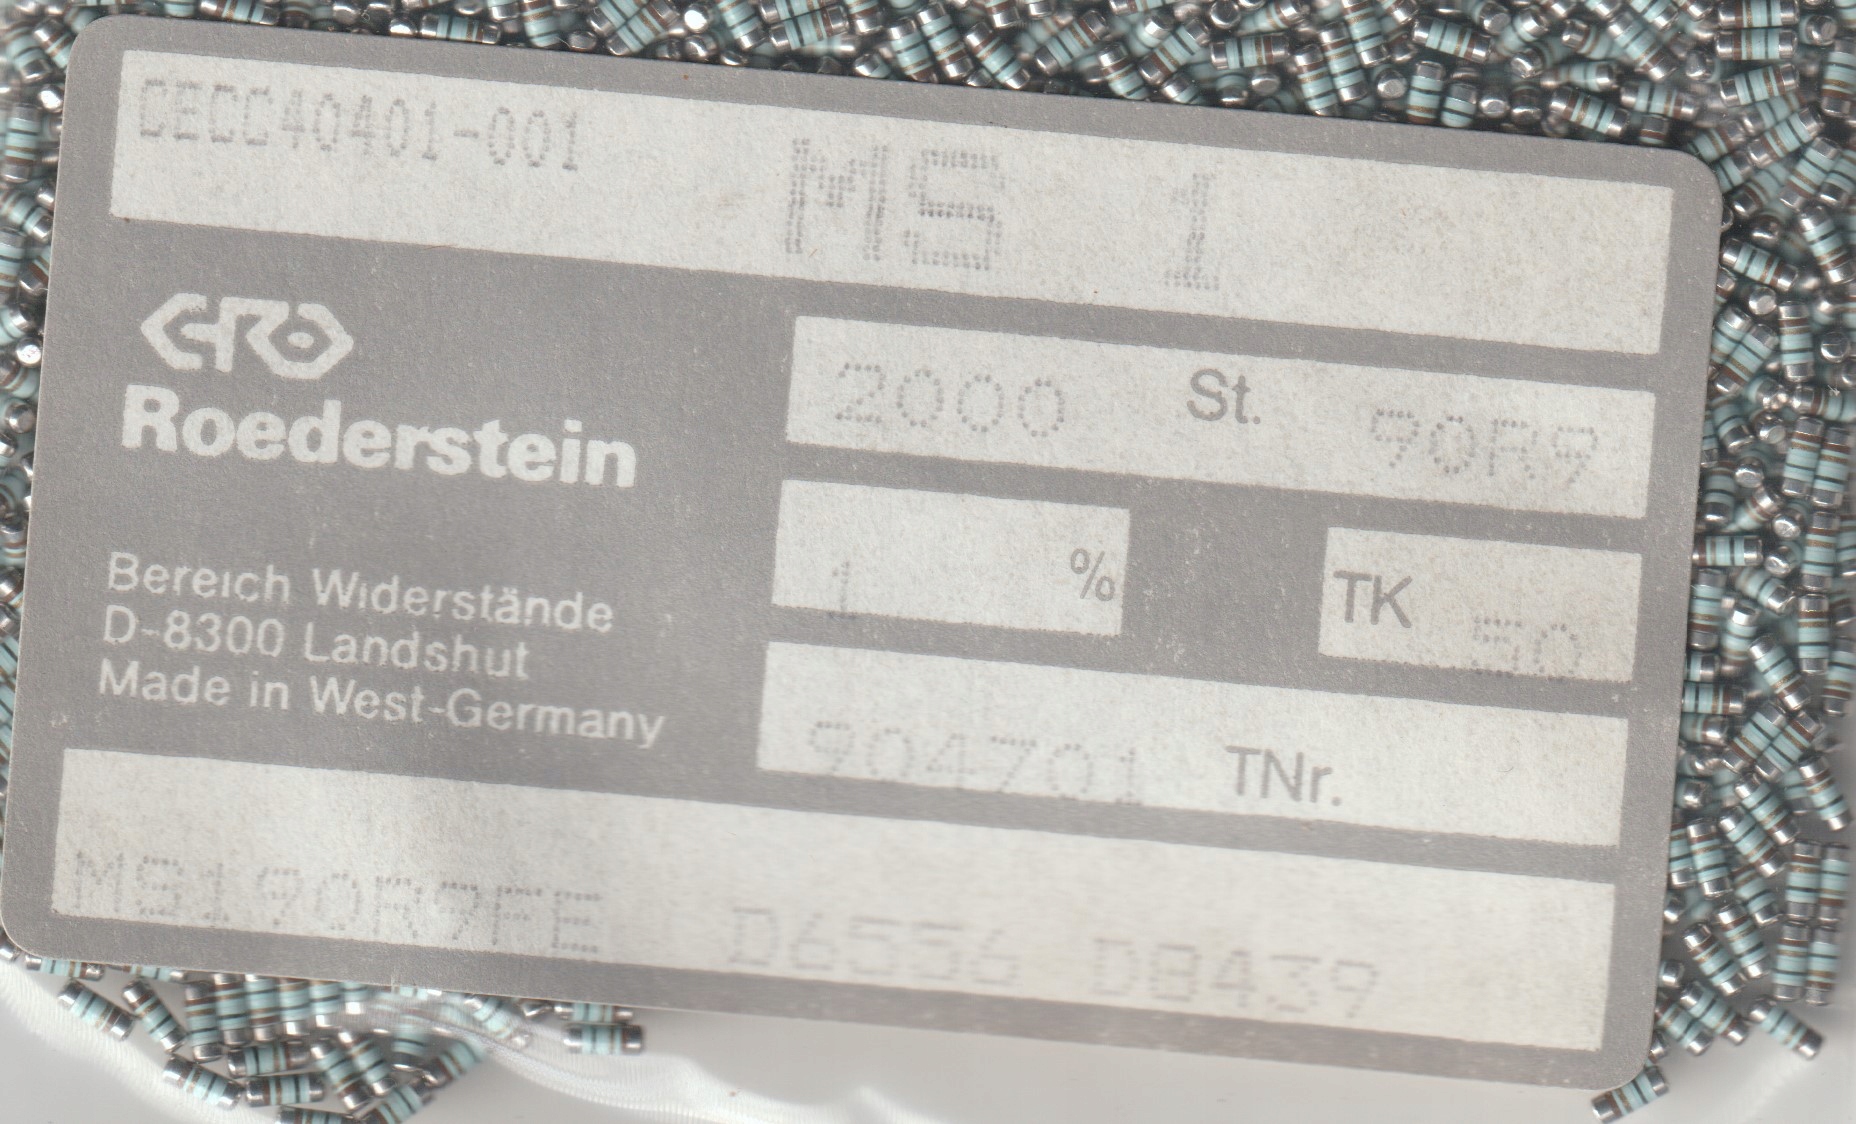 CECC40401-001
MS 1
ERO
Roederstein
2000 St. 90R9
1 %
TK 50
Bereich Widerstände
D-8300 Landshut
Made in West-Germany
904701 TNr.
MS190R9FE D6556 D8439